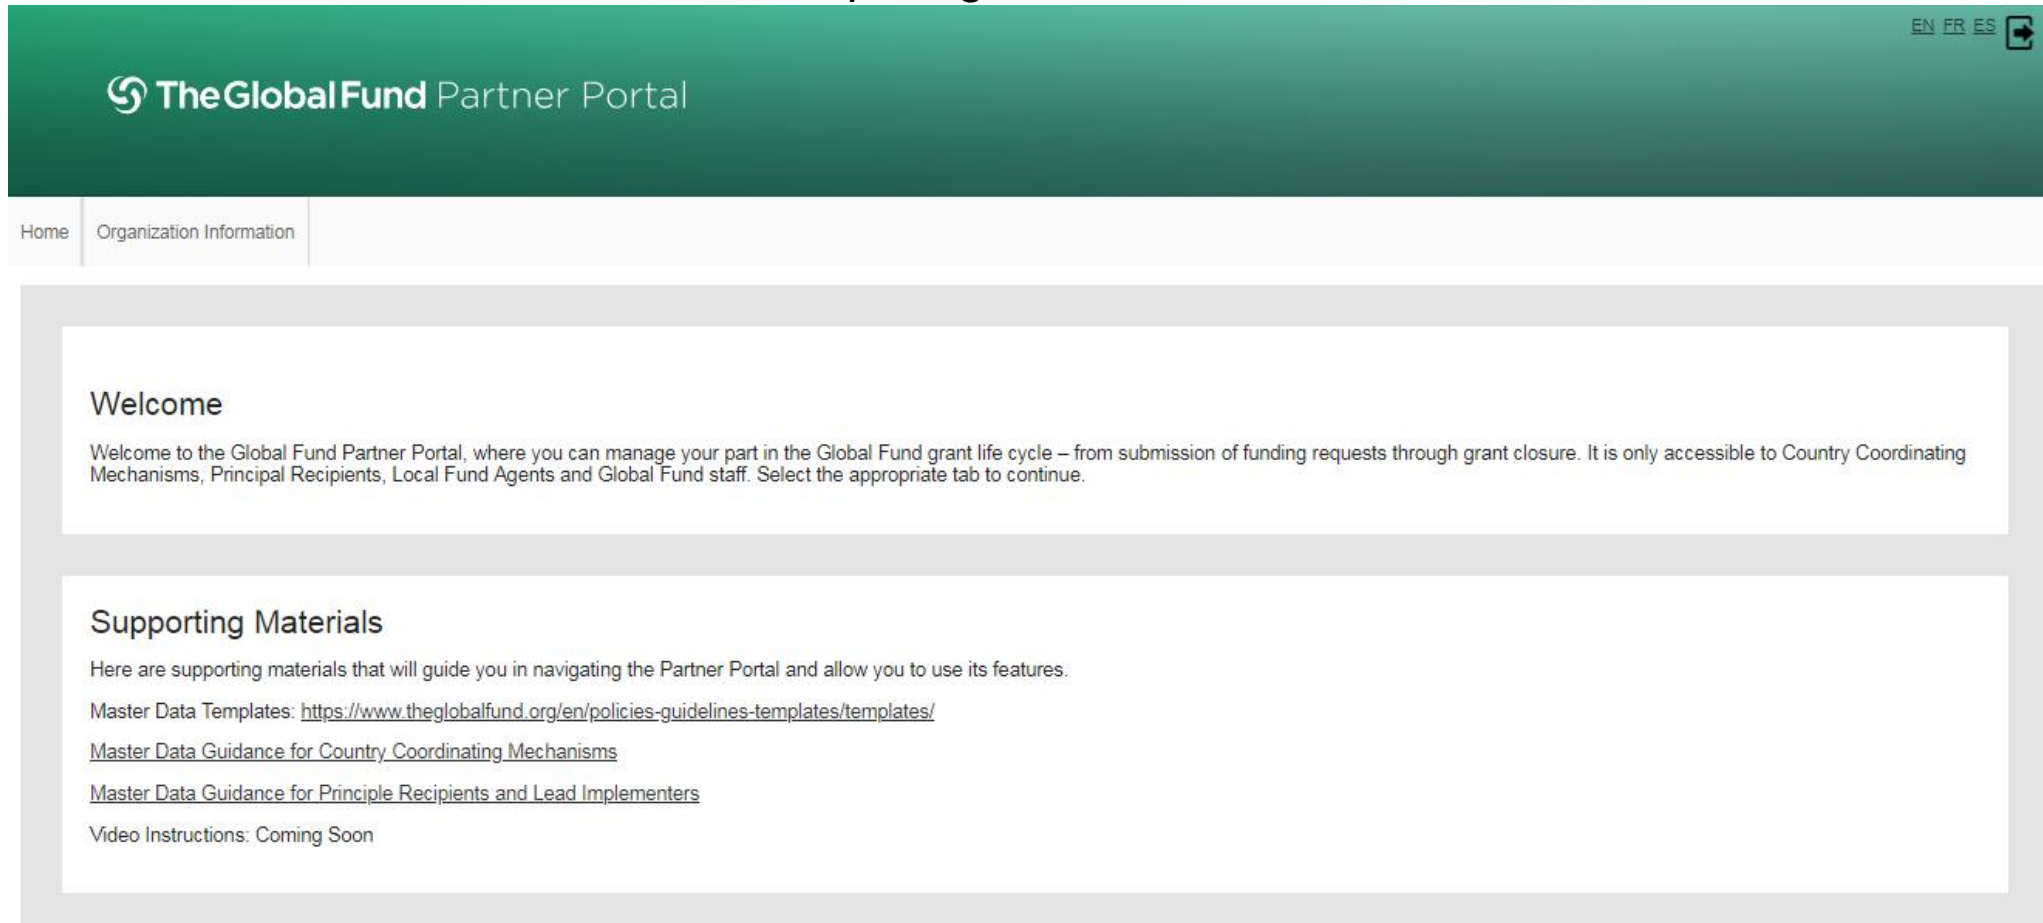 EN FR ES
The Global Fund Partner Portal
Home Organization Information
Welcome
Welcome to the Global Fund Partner Portal, where you can manage your part in the Global Fund grant life cycle – from submission of funding requests through grant closure. It is only accessible to Country Coordinating
Mechanisms, Principal Recipients, Local Fund Agents and Global Fund staff. Select the appropriate tab to continue.
Supporting Materials
Here are supporting materials that will guide you in navigating the Partner Portal and allow you to use its features.
Master Data Templates: https://www.theglobalfund.org/en/policies-guidelines-templates/templates/
Master Data Guidance for Country Coordinating Mechanisms
Master Data Guidance for Principle Recipients and Lead Implementers
Video Instructions: Coming Soon